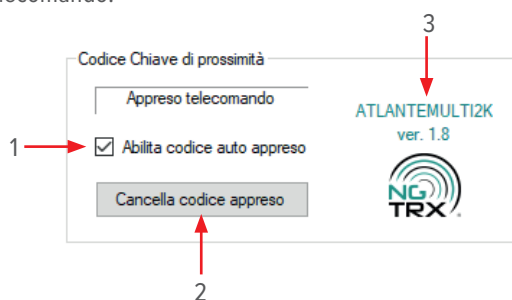 telecomando.
3
Codice Chiave di prossimità
Appreso telecomando
ATLANTEMULTI2K
ver. 1.8
1
Abilita codice auto appreso
NG
TRX
Cancella codice appreso
2